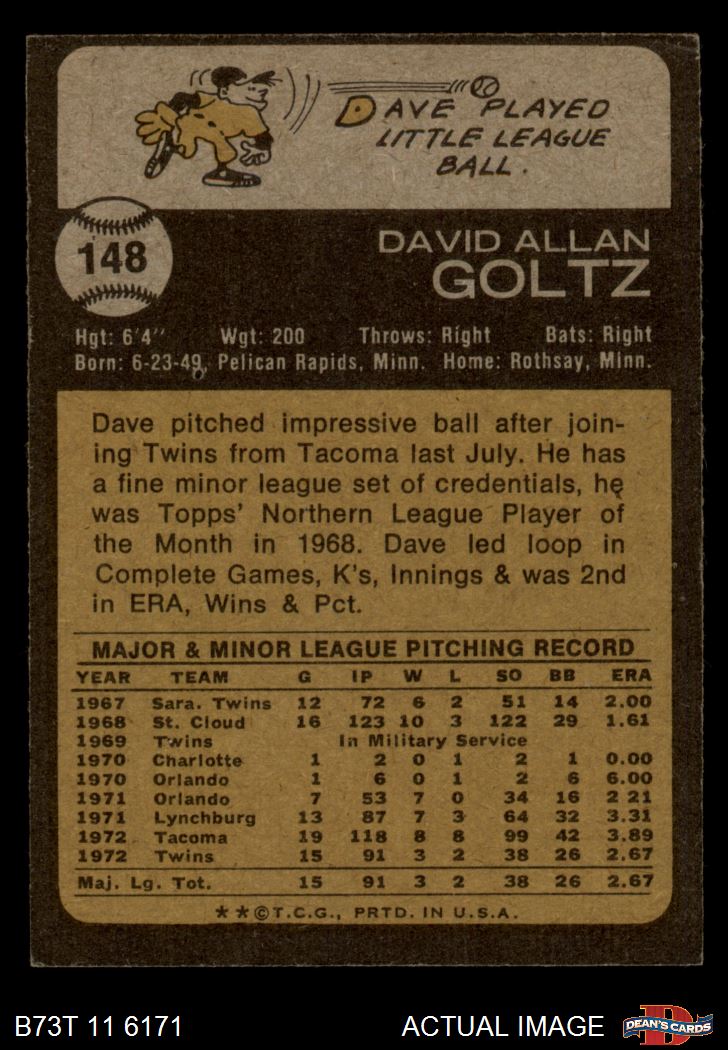 DAVE PLAYED
LITTLE LEAGUE
BALL.
148
DAVID ALLAN
GOLTZ
Hgt: 6'4" Wgt: 200 Throws: Right Bats: Right
Born: 6-23-49, Pelican Rapids, Minn. Home: Rothsay, Minn.
Dave pitched impressive ball after join-
ing Twins from Tacoma last July. He has
a fine minor league set of credentials, he
was Topps' Northern League Player of
the Month in 1968. Dave led loop in
Complete Games, K's, Innings & was 2nd
in ERA, Wins & Pct.
MAJOR & MINOR LEAGUE PITCHING RECORD
YEAR TEAM G IP W L SO BB ERA
1967 Sara. Twins 12 72 6 2 51 14 2.00
1968 St. Cloud 16 123 10 3 122 29 1.61
1969 Twins In Military Service
1970 Charlotte 1 2 0 1 2 1 0.00
1970 Orlando 1 6 0 1 2 6 6.00
1971 Orlando 7 53 7 0 34 16 2 21
1971 Lynchburg 13 87 7 3 64 32 3.31
1972 Tacoma 19 118 8 8 99 42 3.89
1972 Twins 15 91 3 2 38 26 2.67
Maj. Lg. Tot. 15 91 3 2 38 26 2.67
**©T.C.G., PRTD. IN U.S.A.
B73T 11 6171 ACTUAL IMAGE DEAN'S CARDS